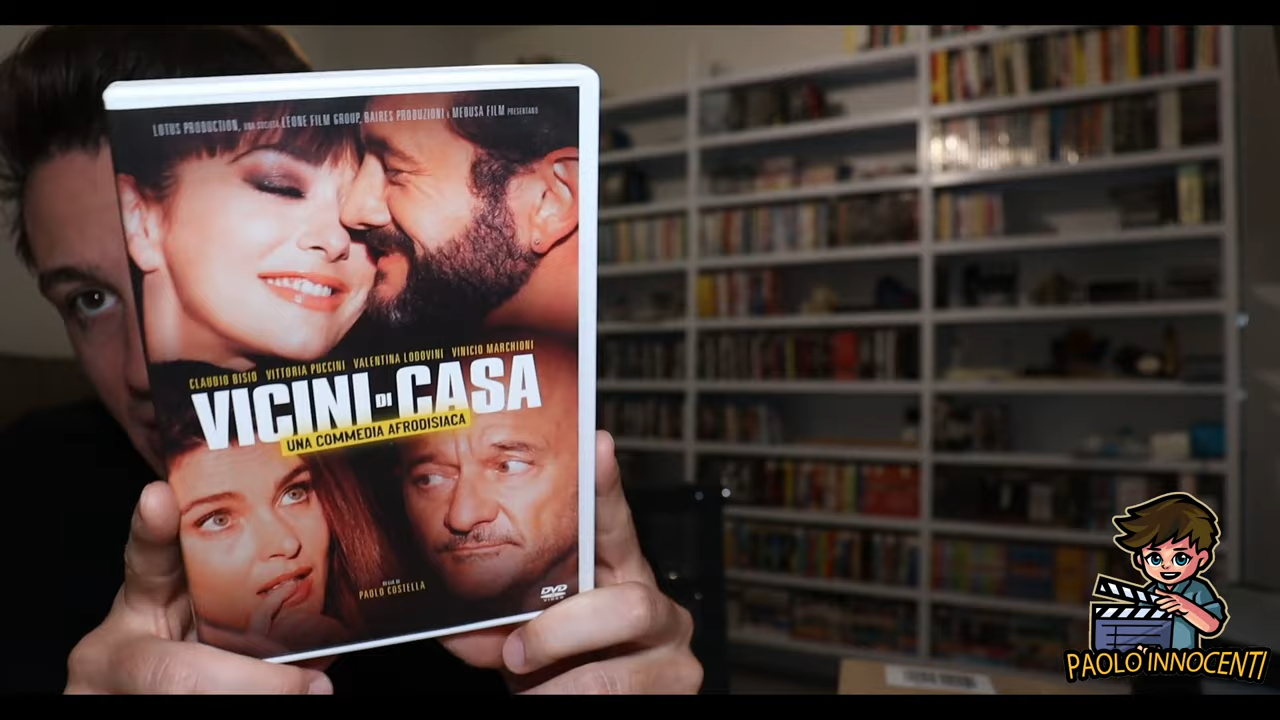 LOTUS PRODUCTION, UNA SOCIETÀ LEONE FILM GROUP, BAIRES PRODUZIONI E MEDUSA FILM PRESENTANO
CLAUDIO BISIO VITTORIA PUCCINI VALENTINA LODOVINI VINICIO MARCHIONI
VICINI DI CASA
UNA COMMEDIA AFRODISIACA
REGIA DI
PAOLO COSTELLA
DVD
VIDEO
PAOLO INNOCENTI